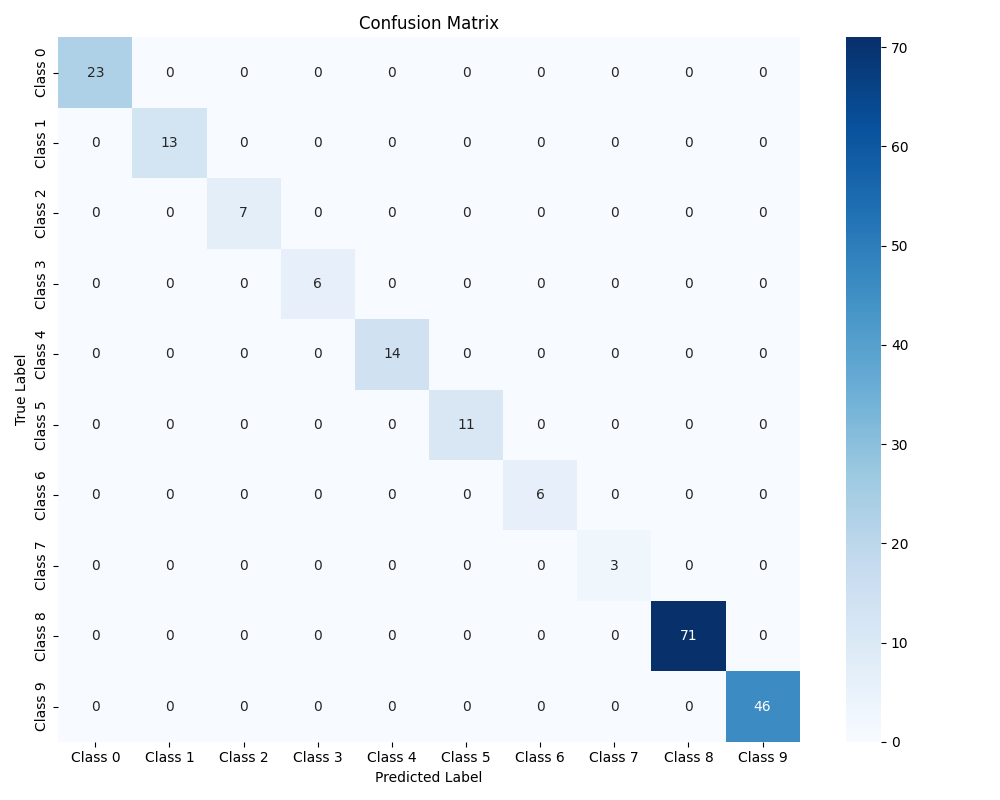 Confusion Matrix
Class 0 23 0 0 0 0 0 0 0 0 0
Class 1 0 13 0 0 0 0 0 0 0 0
Class 2 0 0 7 0 0 0 0 0 0 0
Class 3 0 0 0 6 0 0 0 0 0 0
Class 4 0 0 0 0 14 0 0 0 0 0
Class 5 0 0 0 0 0 11 0 0 0 0
Class 6 0 0 0 0 0 0 6 0 0 0
Class 7 0 0 0 0 0 0 0 3 0 0
Class 8 0 0 0 0 0 0 0 0 71 0
Class 9 0 0 0 0 0 0 0 0 0 46
Class 0 Class 1 Class 2 Class 3 Class 4 Class 5 Class 6 Class 7 Class 8 Class 9
Predicted Label
True Label
70
60
50
40
30
20
10
0